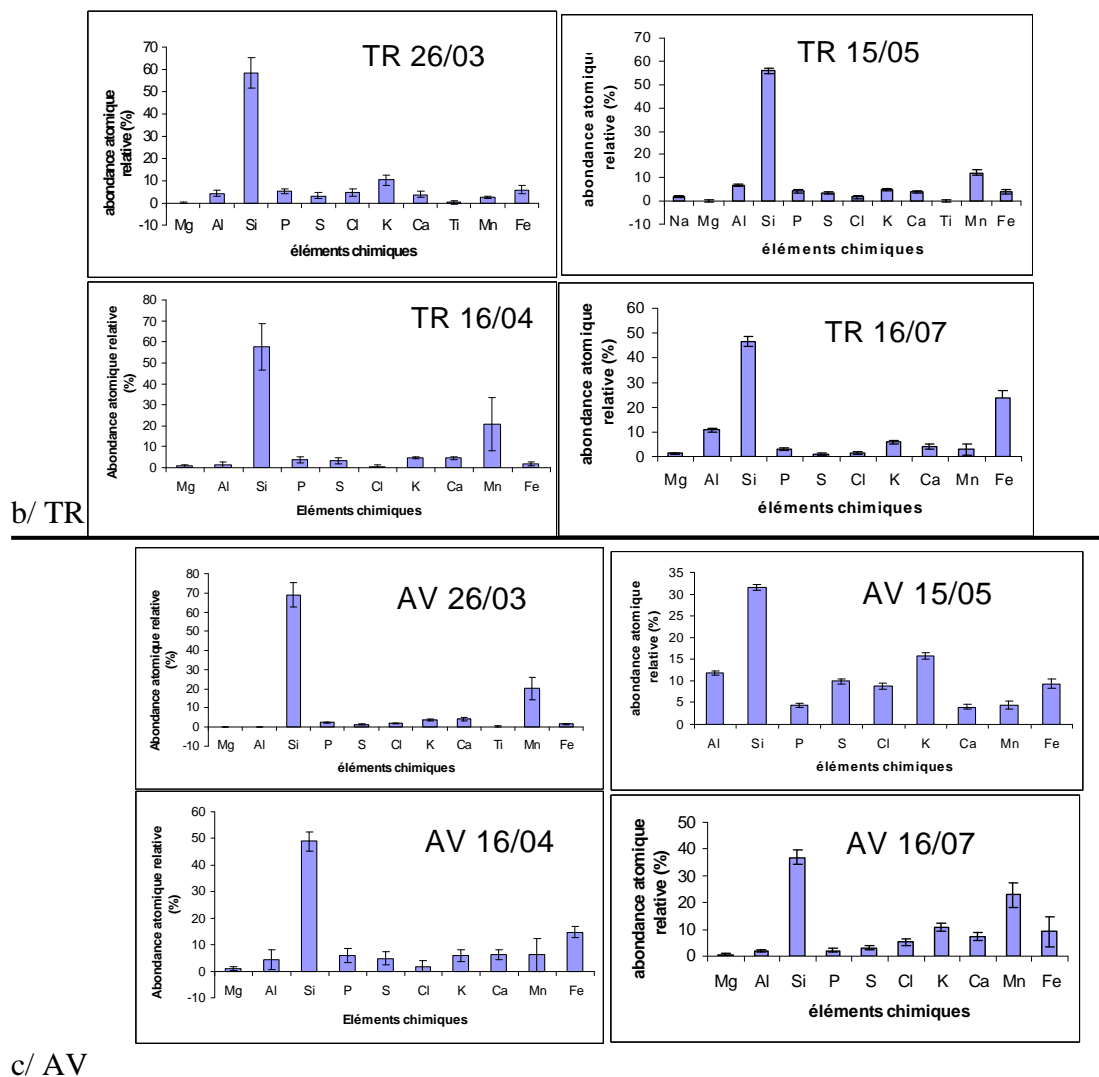 TR 26/03
abondance atomique
relative (%)
70
60
50
40
30
20
10
0
-10
Mg Al Si P S Cl K Ca Ti Mn Fe
éléments chimiques
TR 15/05
abondance atomiqu
relative (%)
70
60
50
40
30
20
10
0
-10
Na Mg Al Si P S Cl K Ca Ti Mn Fe
éléments chimiques
TR 16/04
Abondance atomique relative
(%)
80
70
60
50
40
30
20
10
0
-10
Mg Al Si P S Cl K Ca Mn Fe
Eléments chimiques
TR 16/07
abondance atomique
relative (%)
60
50
40
30
20
10
0
Mg Al Si P S Cl K Ca Mn Fe
éléments chimiques
b/ TR
AV 26/03
Abondance atomique relative
(%)
80
70
60
50
40
30
20
10
0
-10
Mg Al Si P S Cl K Ca Ti Mn Fe
éléments chimiques
AV 15/05
abondance atomique
relative (%)
35
30
25
20
15
10
5
0
Al Si P S Cl K Ca Mn Fe
éléments chimiques
AV 16/04
Abondance atomique relative
(%)
60
50
40
30
20
10
0
-10
Mg Al Si P S Cl K Ca Mn Fe
Eléments chimiques
AV 16/07
abondance atomique
relative (%)
50
40
30
20
10
0
Mg Al Si P S Cl K Ca Mn Fe
éléments chimiques
c/ AV